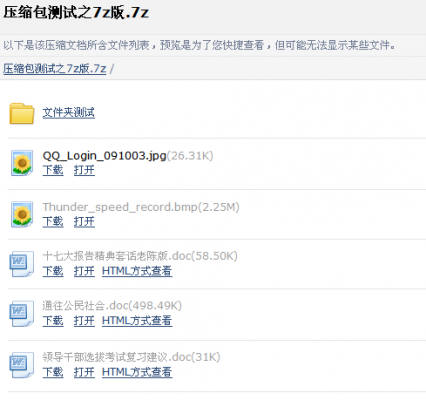 压缩包测试之7z版.7z
以下是该压缩文档所含文件列表，预览是为了您快捷查看，但可能无法显示某些文件。
压缩包测试之7z版.7z /
文件夹测试
QQ_Login_091003.jpg(26.31K)
下载 打开
Thunder_speed_record.bmp(2.25M)
下载 打开
十七大报告精典套话老陈版.doc(58.50K)
下载 打开 HTML方式查看
通往公民社会.doc(498.49K)
下载 打开 HTML方式查看
领导干部选拔考试复习建议.doc(31K)
下载 打开 HTML方式查看